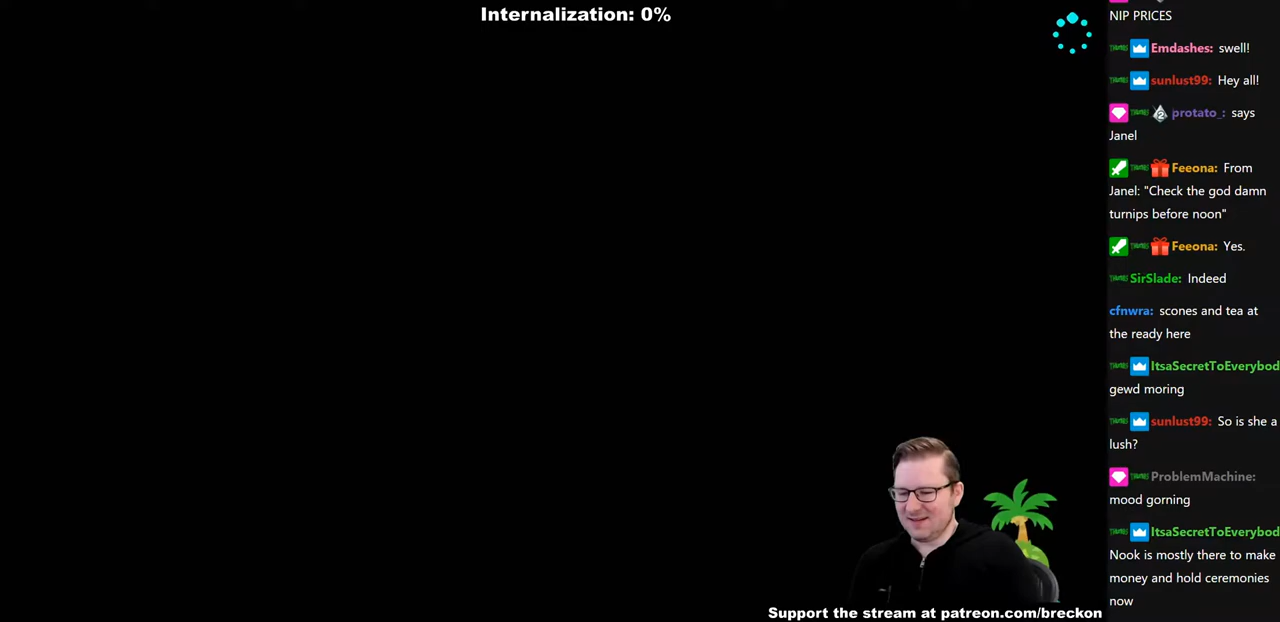 Internalization: 0%
NIP PRICES
Emdashes: swell!
sunlust99: Hey all!
protato_: says
Janel
Feeona: From
Janel: "Check the god damn
turnips before noon"
Feeona: Yes.
SirSlade: Indeed
cfnwra: scones and tea at
the ready here
ItsaSecretToEverybod
gewd moring
sunlust99: So is she a
lush?
ProblemMachine:
mood gorning
ItsaSecretToEverybod
Nook is mostly there to make
money and hold ceremonies
now
Support the stream at patreon.com/breckon